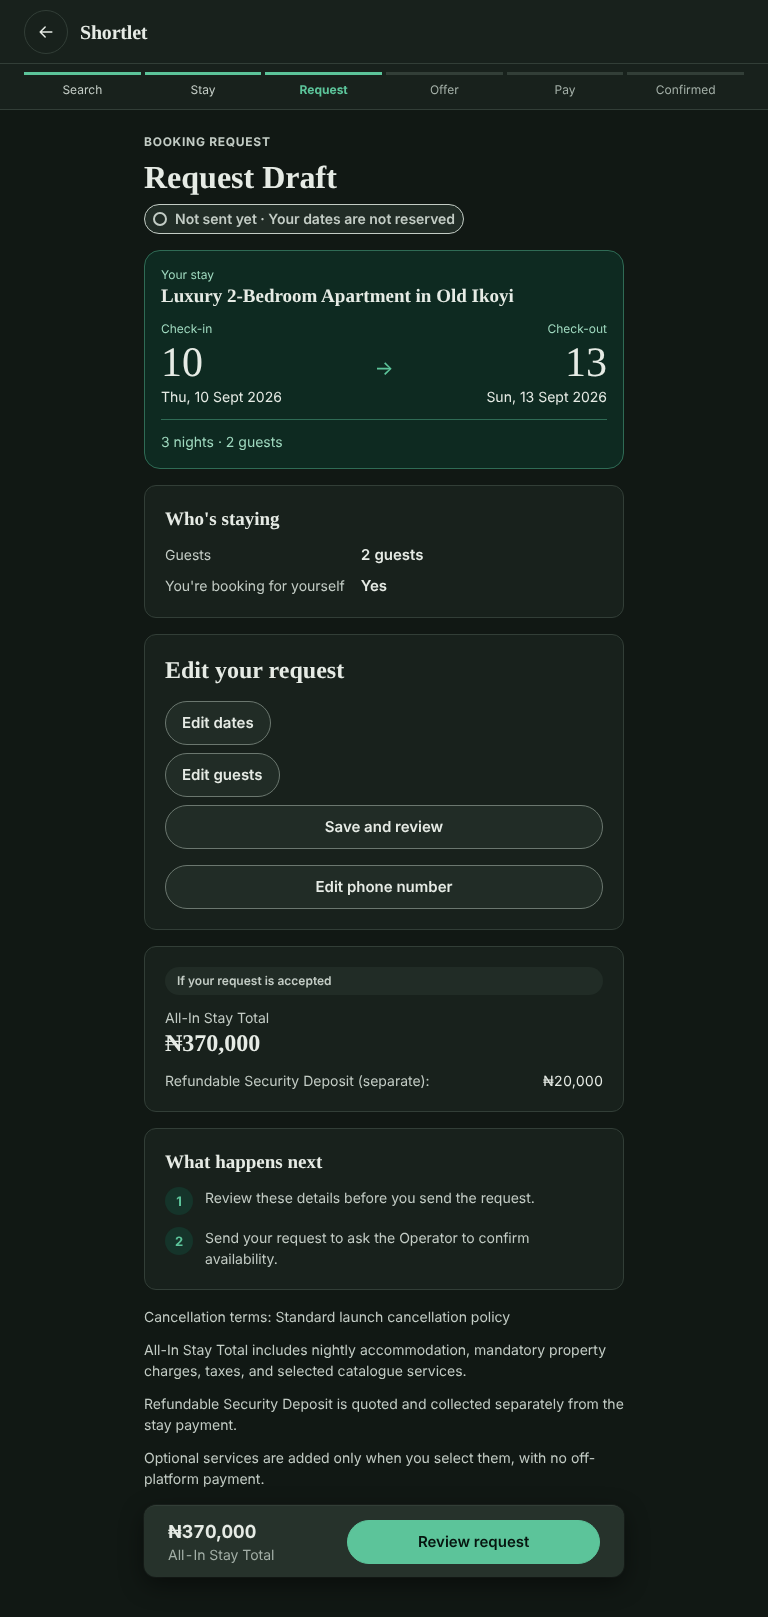 Shortlet
Search
Stay
Request
Offer
Pay
Confirmed
BOOKING REQUEST
Request Draft
Not sent yet · Your dates are not reserved
Your stay
Luxury 2-Bedroom Apartment in Old Ikoyi
Check-in
Check-out
10
→
13
Thu, 10 Sept 2026
Sun, 13 Sept 2026
3 nights · 2 guests
Who's staying
Guests
2 guests
You're booking for yourself
Yes
Edit your request
Edit dates
Edit guests
Save and review
Edit phone number
If your request is accepted
All-In Stay Total
₦370,000
Refundable Security Deposit (separate):
₦20,000
What happens next
1
Review these details before you send the request.
2
Send your request to ask the Operator to confirm
availability.
Cancellation terms: Standard launch cancellation policy
All-In Stay Total includes nightly accommodation, mandatory property
charges, taxes, and selected catalogue services.
Refundable Security Deposit is quoted and collected separately from the
stay payment.
Optional services are added only when you select them, with no off-
platform payment.
₦370,000
All-In Stay Total
Review request